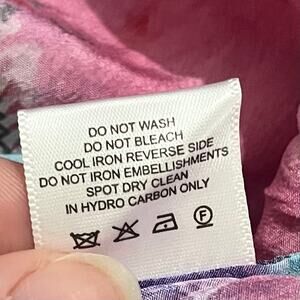 DO NOT WASH
DO NOT BLEACH
COOL IRON REVERSE SIDE
DO NOT IRON EMBELLISHMENTS
SPOT DRY CLEAN
IN HYDRO CARBON ONLY
F